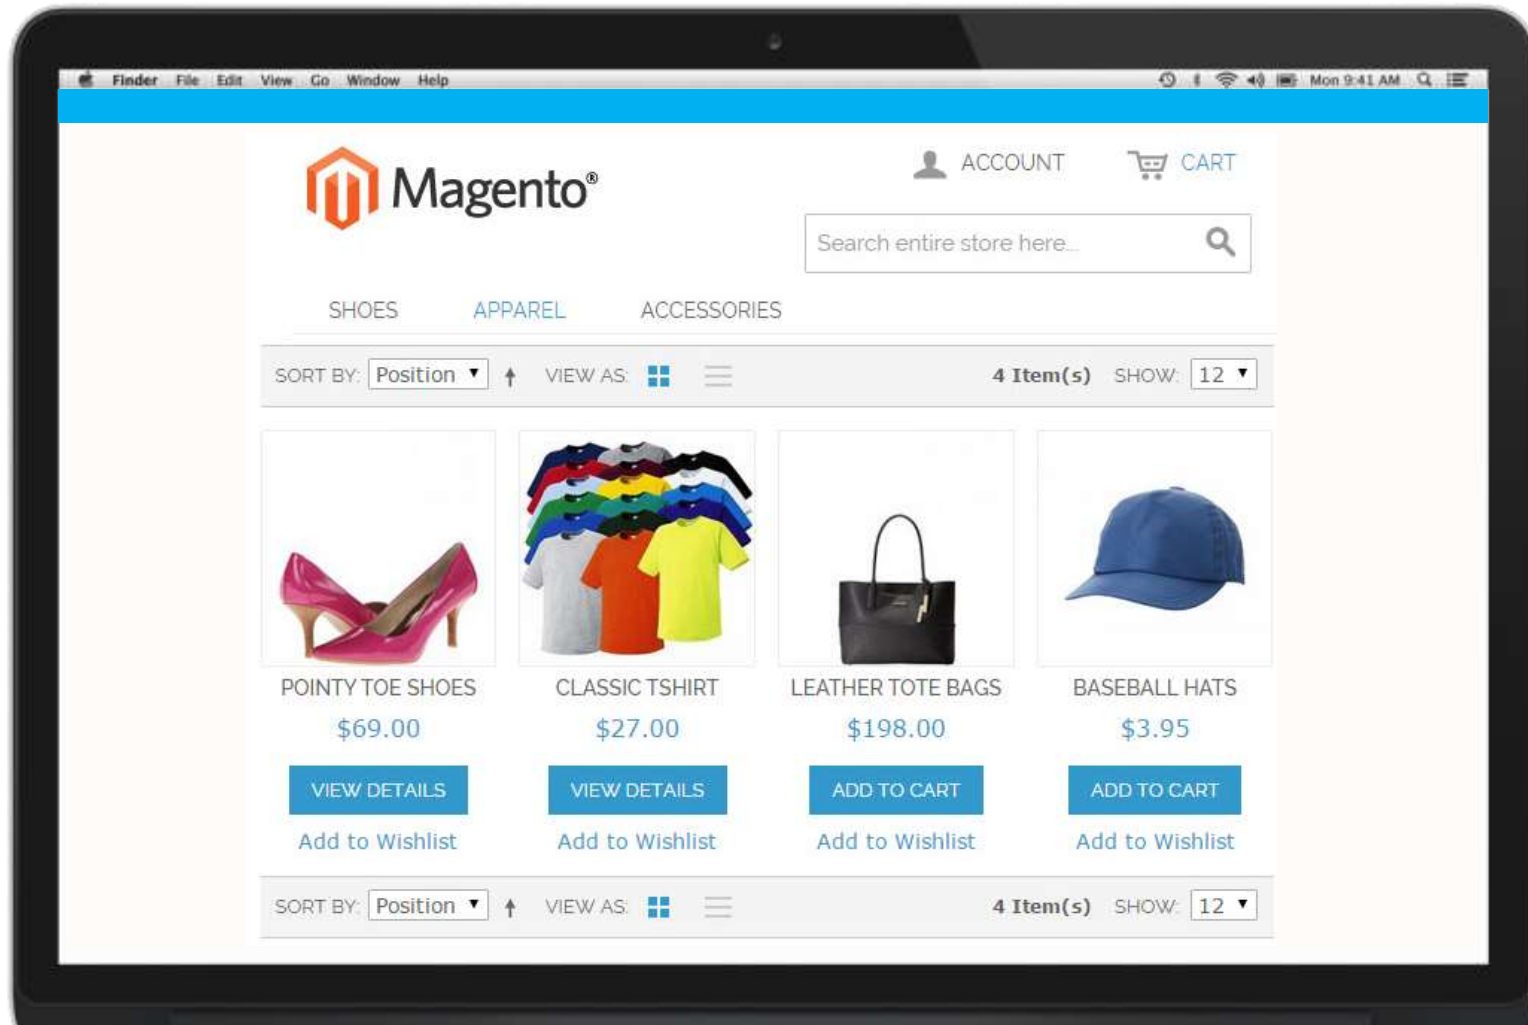 Finder File Edit View Go Window Help Mon 9:41 AM
Magento®
ACCOUNT CART
Search entire store here...
SHOES APPAREL ACCESSORIES
SORT BY: Position VIEW AS: 4 Item(s) SHOW: 12
POINTY TOE SHOES CLASSIC TSHIRT LEATHER TOTE BAGS BASEBALL HATS
$69.00 $27.00 $198.00 $3.95
VIEW DETAILS VIEW DETAILS ADD TO CART ADD TO CART
Add to Wishlist Add to Wishlist Add to Wishlist Add to Wishlist
SORT BY: Position VIEW AS: 4 Item(s) SHOW: 12